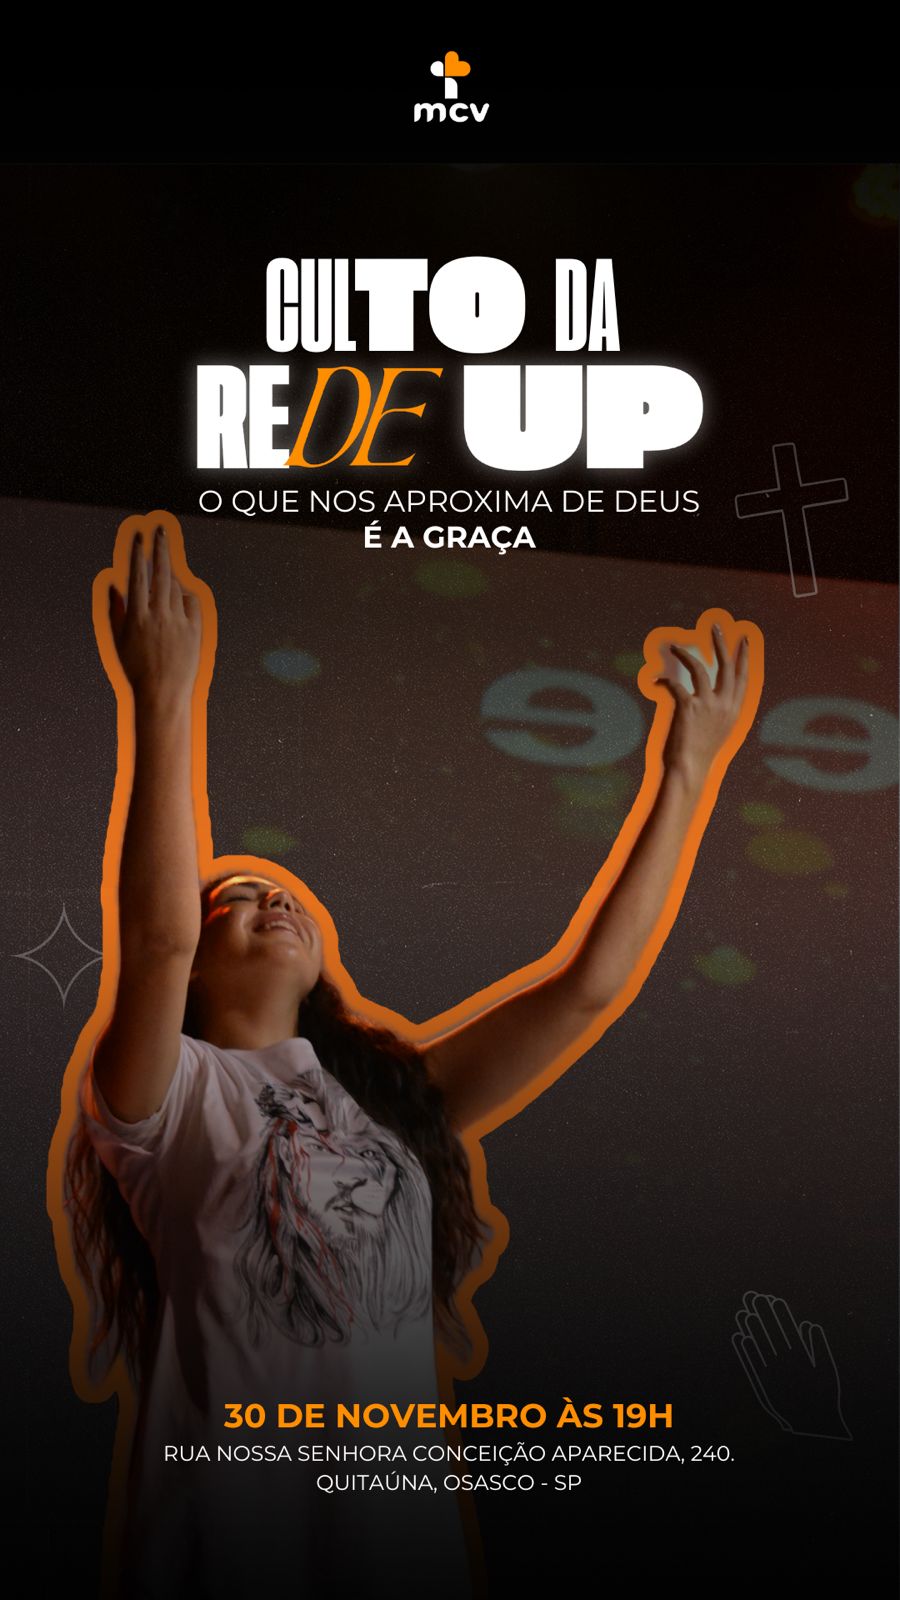 mcv
CULTO DA
REDE UP
O QUE NOS APROXIMA DE DEUS
É A GRAÇA
30 DE NOVEMBRO ÀS 19H
RUA NOSSA SENHORA CONCEIÇÃO APARECIDA, 240.
QUITAÚNA, OSASCO - SP